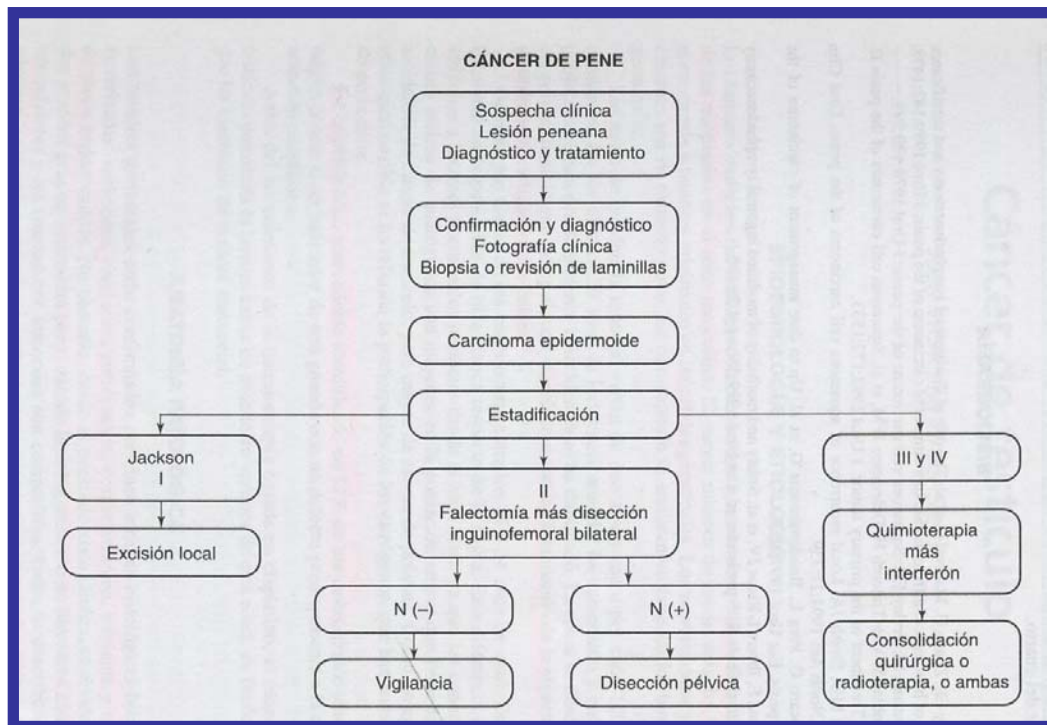 CÁNCER DE PENE
Sospecha clínica
Lesión peneana
Diagnóstico y tratamiento
Confirmación y diagnóstico
Fotografía clínica
Biopsia o revisión de laminillas
Carcinoma epidermoide
Estadificación
Jackson
I
Excisión local
II
Falectomía más disección
inguinofemoral bilateral
N (–)
Vigilancia
N (+)
Disección pélvica
III y IV
Quimioterapia
más
interferón
Consolidación
quirúrgica o
radioterapia, o ambas